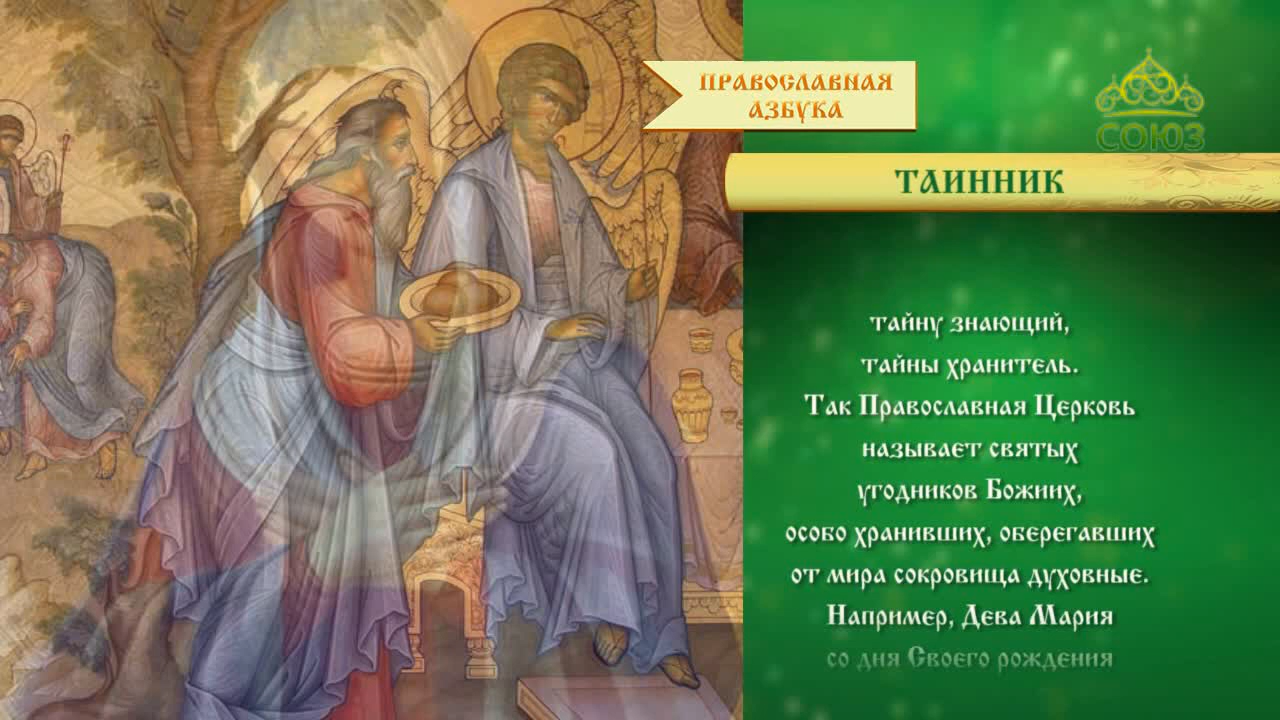 ПРАВОСЛАВНАЯ
АЗБУКА
СОЮЗ
ТАИННИК
тайну знающий,
тайны хранитель.
Так Православная Церковь
называет святых
угодников Божиих,
особо хранивших, оберегавших
от мира сокровища духовные.
Например, Дева Мария
со дня Своего рождения